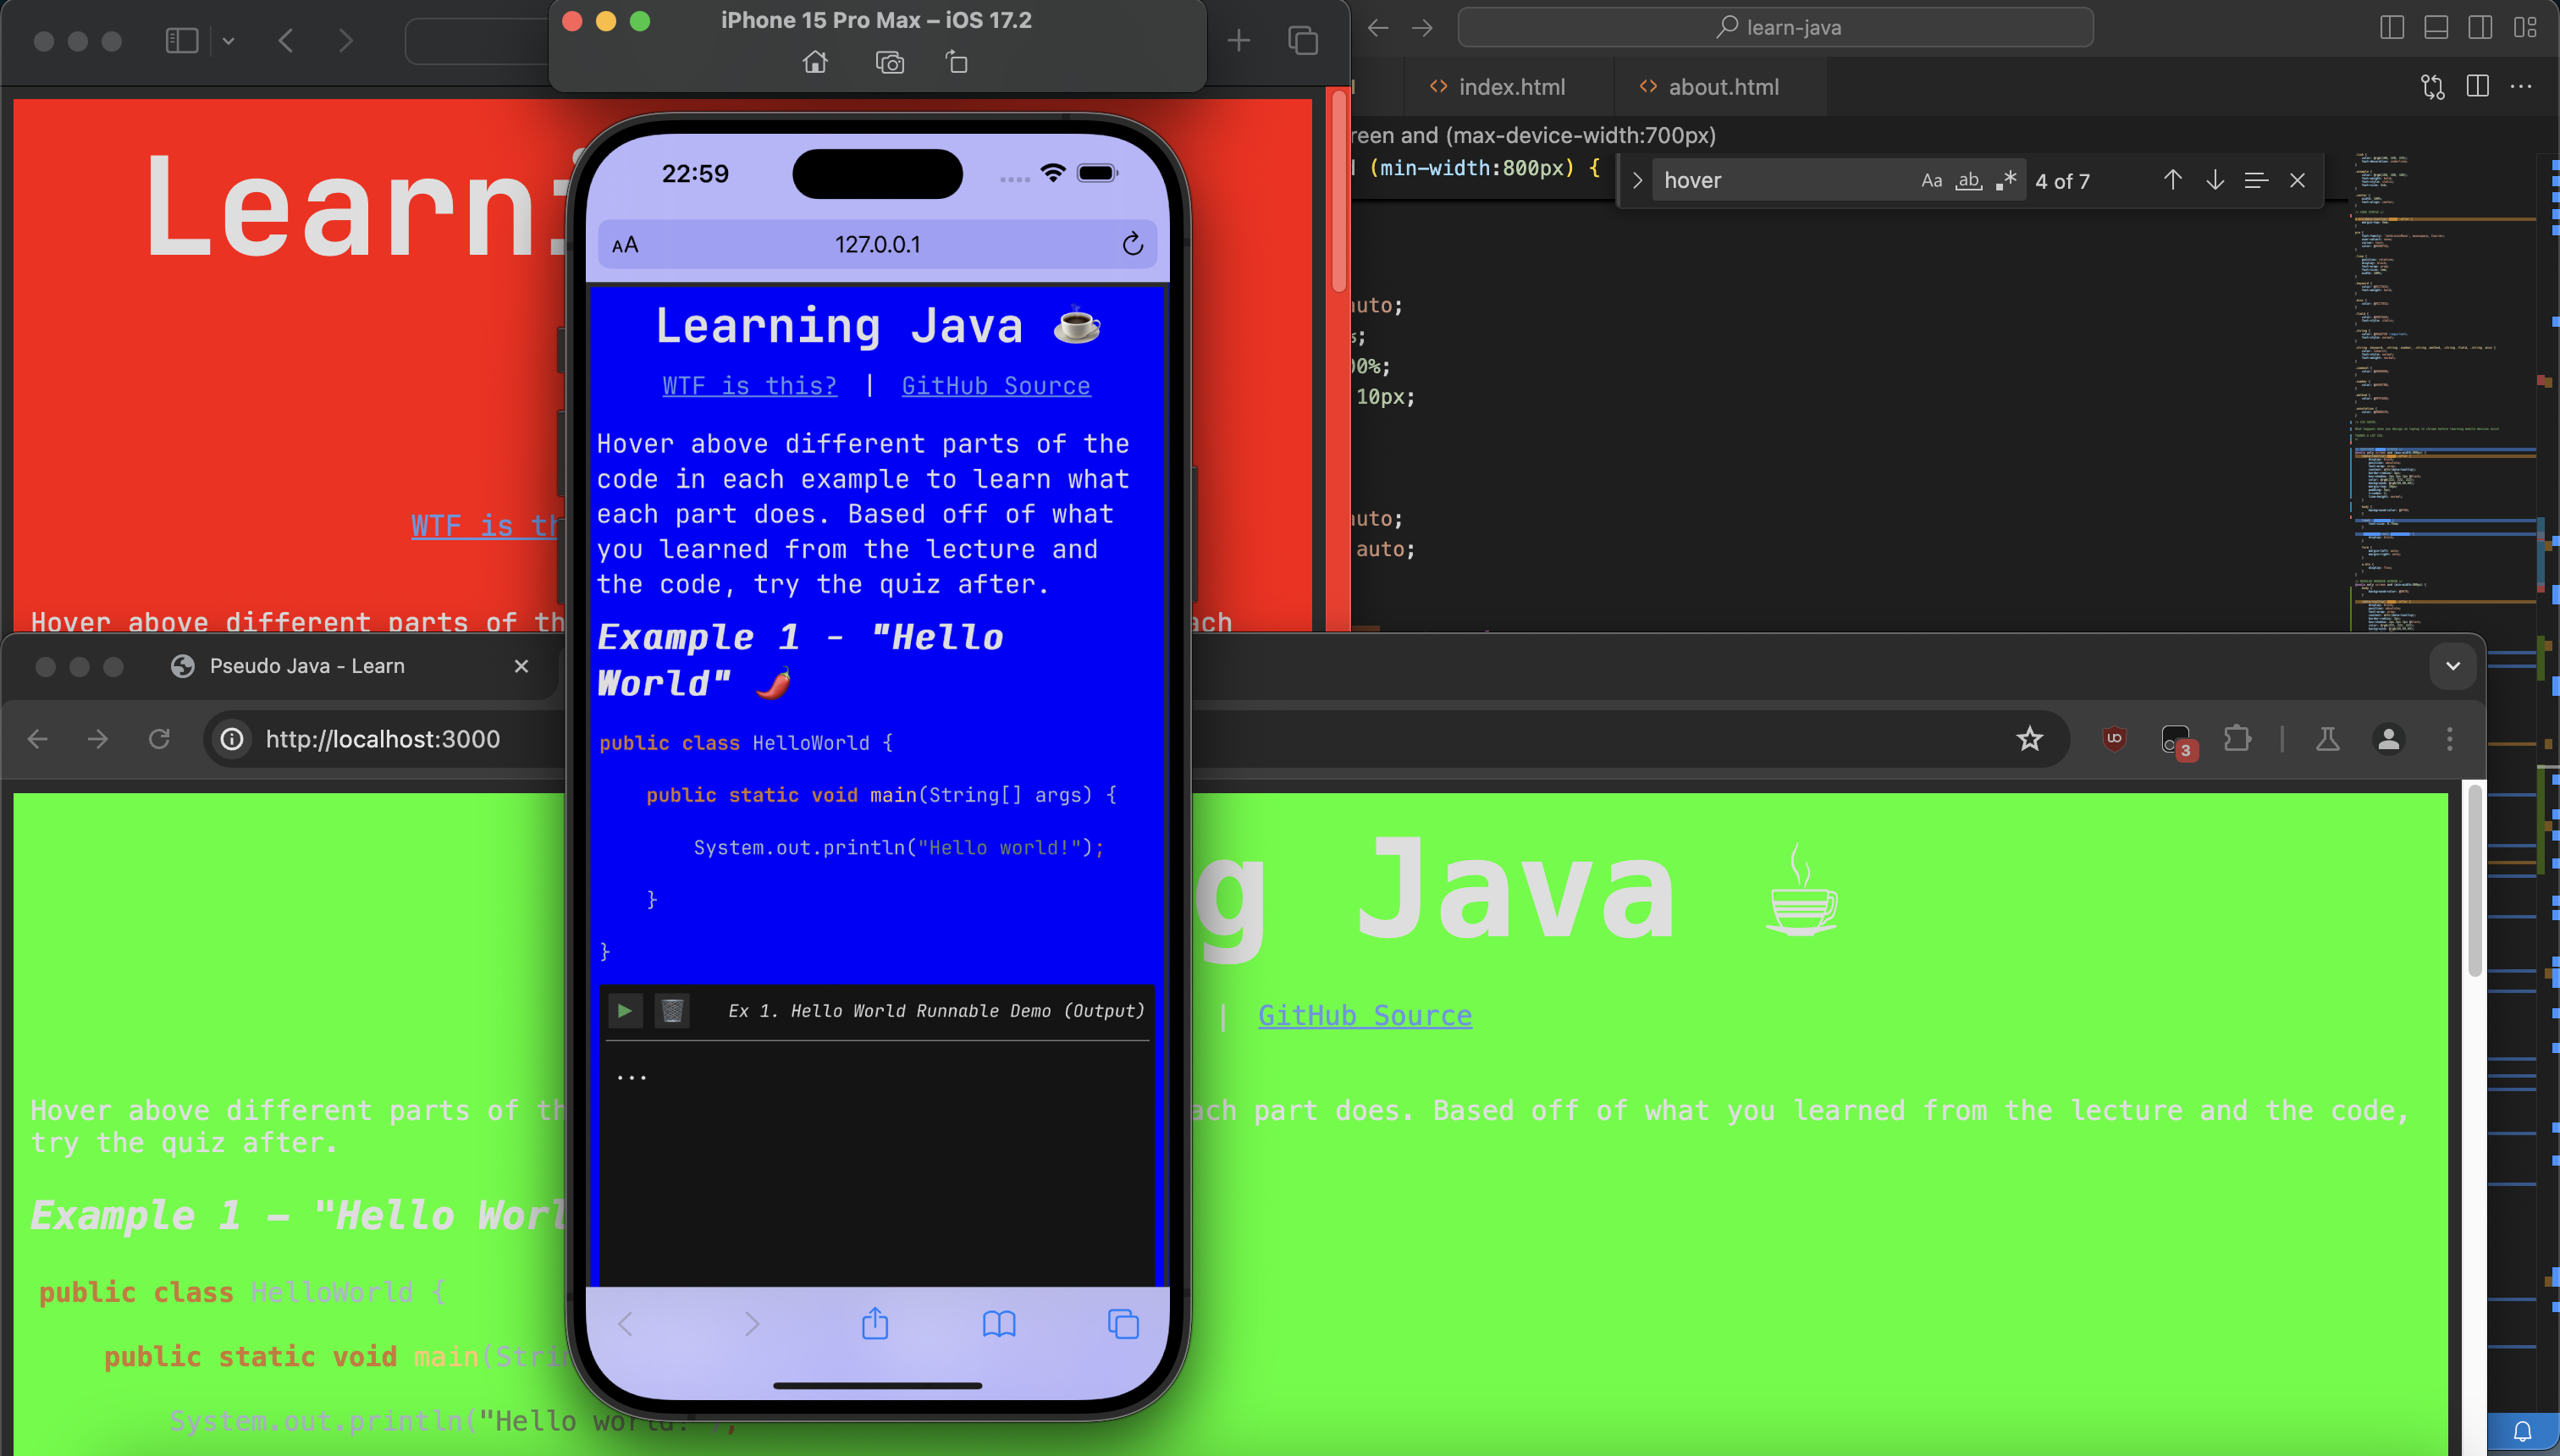 iPhone 15 Pro Max – iOS 17.2
learn-java
index.html
about.html
reen and (max-device-width:700px)
(min-width:800px) {
hover
Aa
ab
4 of 7
auto;
%;
00%;
10px;
auto;
auto;
Learni
WTF is th
Hover above different parts of th
ach
22:59
AA
127.0.0.1
Learning Java ☕
WTF is this? | GitHub Source
Hover above different parts of the
code in each example to learn what
each part does. Based off of what
you learned from the lecture and
the code, try the quiz after.
Example 1 - "Hello
World" 🌶️
public class HelloWorld {
public static void main(String[] args) {
System.out.println("Hello world!");
}
}
Ex 1. Hello World Runnable Demo (Output)
...
Pseudo Java - Learn
http://localhost:3000
3
g Java ☕
| GitHub Source
Hover above different parts of th
ach part does. Based off of what you learned from the lecture and the code,
try the quiz after.
Example 1 – "Hello Worl
public class HelloWorld {
public static void main(Strin
System.out.println("Hello world!");